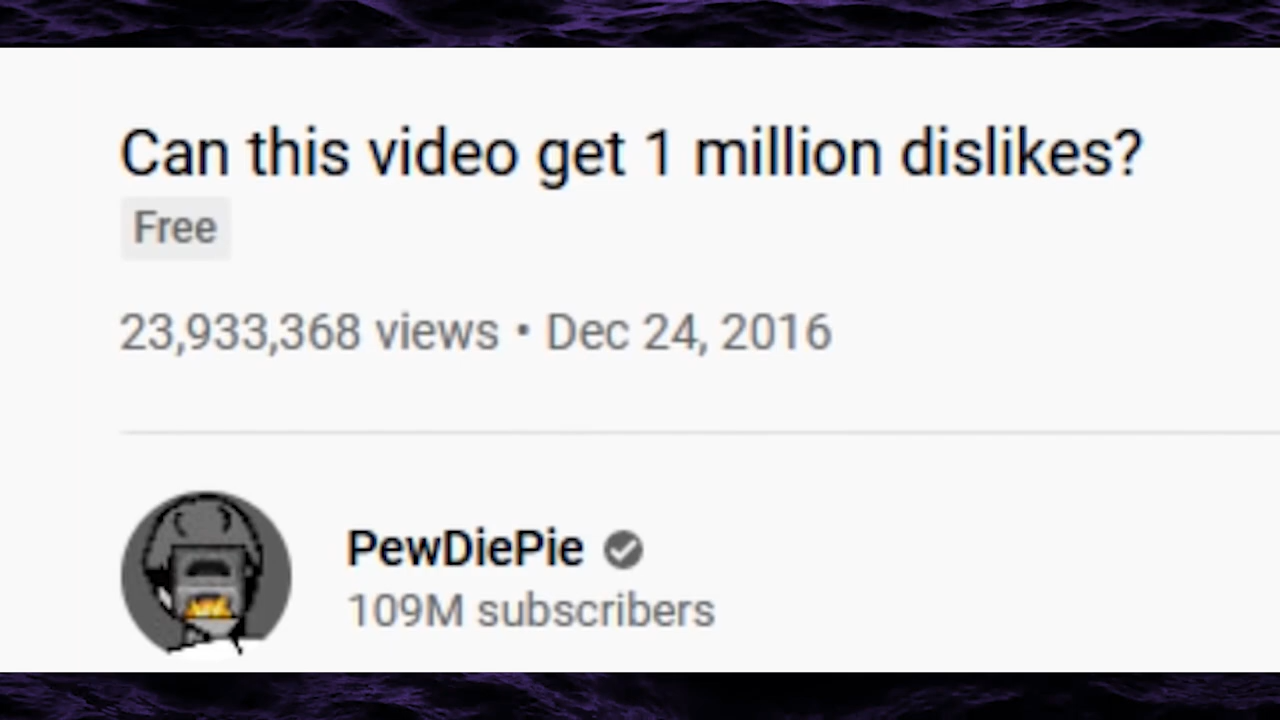 Can this video get 1 million dislikes?
Free
23,933,368 views • Dec 24, 2016
PewDiePie
109M subscribers